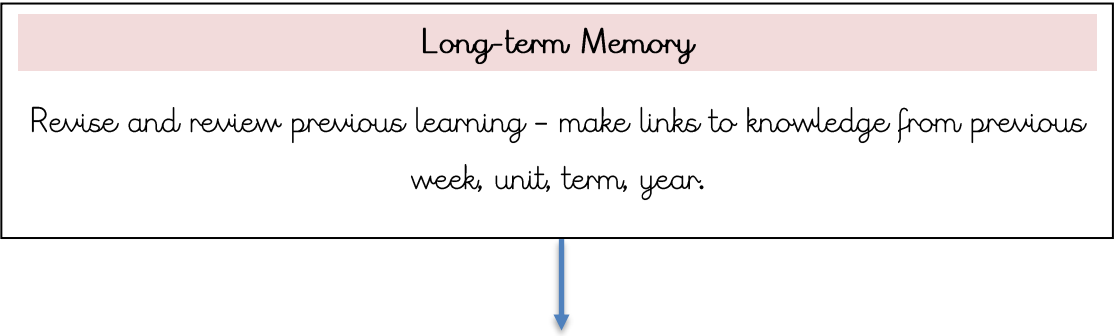 Long-term Memory
Revise and review previous learning – make links to knowledge from previous
week, unit, term, year.